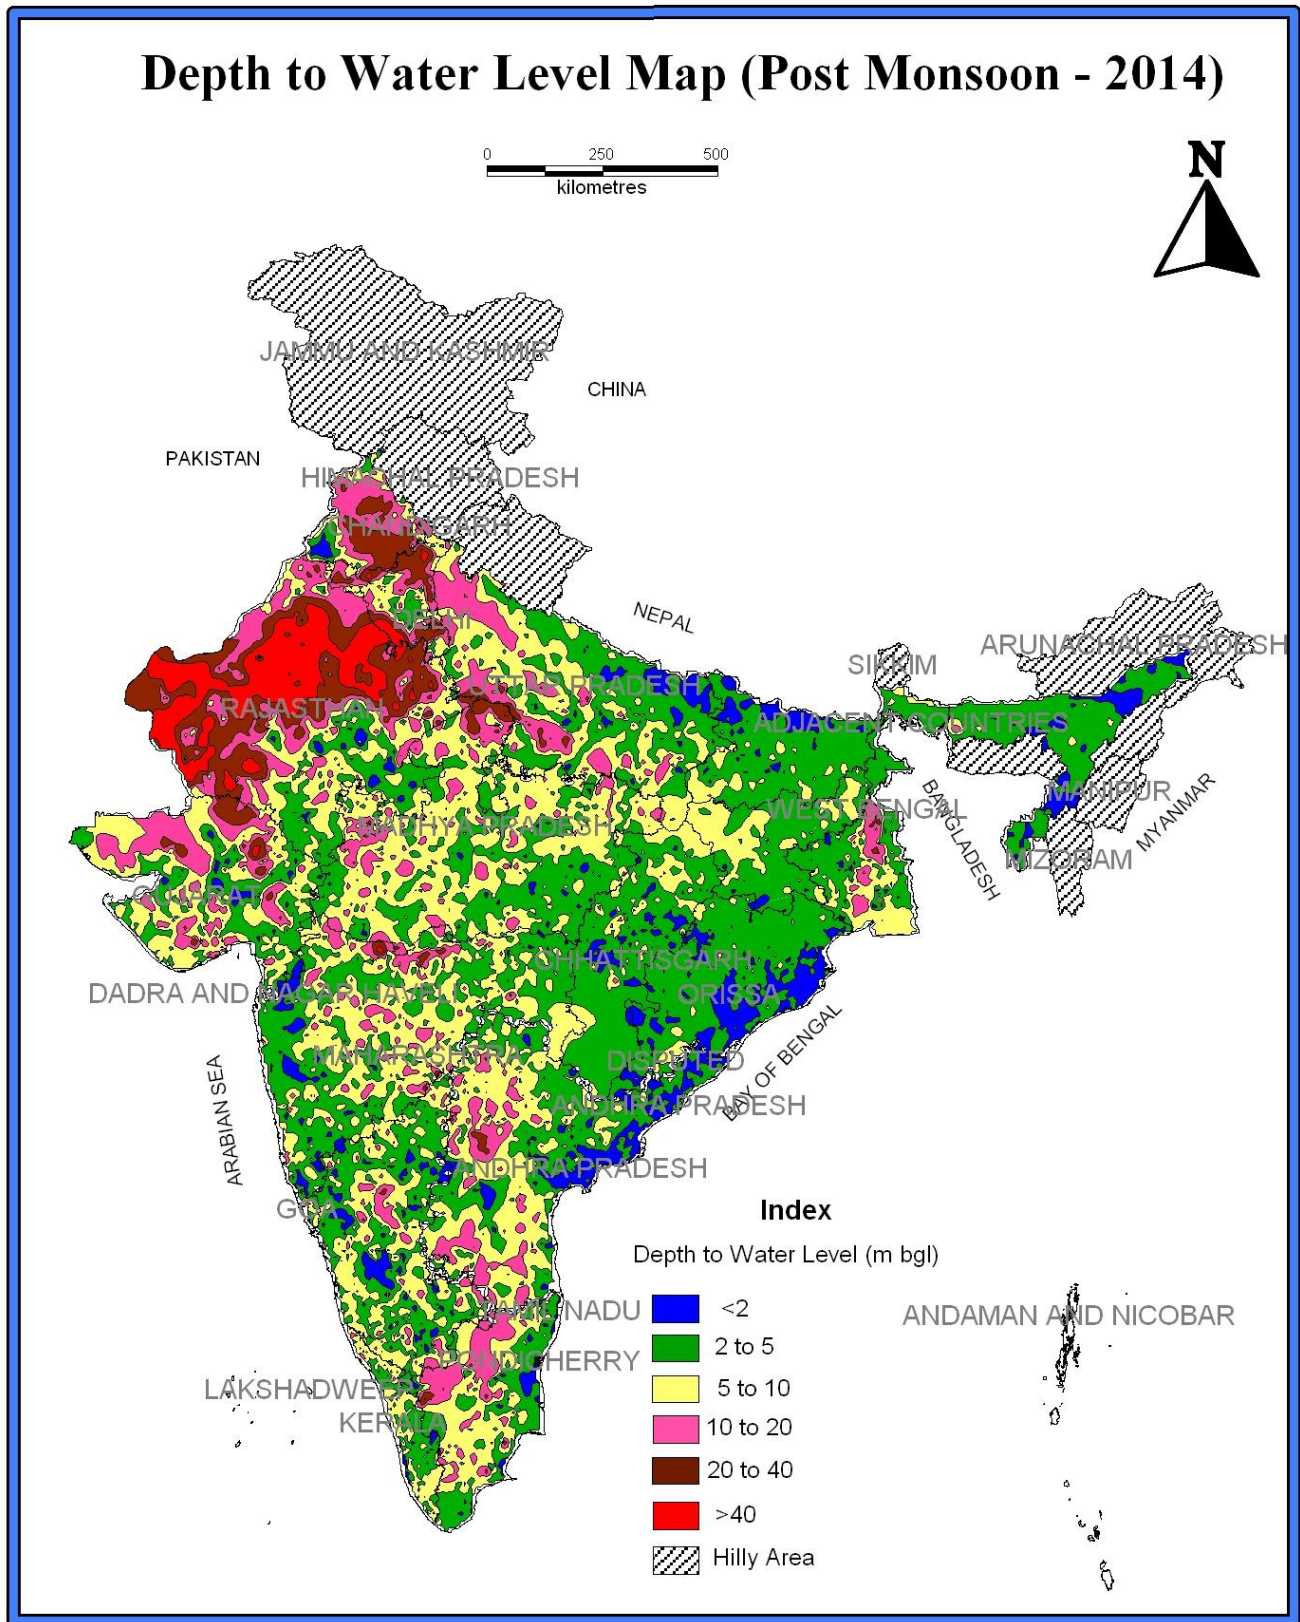 Depth to Water Level Map (Post Monsoon - 2014)
0 250 500
kilometres
N
JAMMU AND KASHMIR
CHINA
PAKISTAN
HIMACHAL PRADESH
CHANDIGARH
DELHI
NEPAL
ARUNACHAL PRADESH
SIKKIM
UTTAR PRADESH
RAJASTHAN
ADJACENT COUNTRIES
MANIPUR
WEST BENGAL
BANGLADESH
MYANMAR
MADHYA PRADESH
MIZORAM
GUJARAT
CHHATTISGARH
DADRA AND NAGAR HAVELI
ORISSA
MAHARASHTRA
DISPUTED
BAY OF BENGAL
ARABIAN SEA
ANDHRA PRADESH
ANDHRA PRADESH
GOA
Index
Depth to Water Level (m bgl)
TAMIL NADU
<2
ANDAMAN AND NICOBAR
2 to 5
PONDICHERRY
LAKSHADWEEP
5 to 10
KERALA
10 to 20
20 to 40
>40
Hilly Area